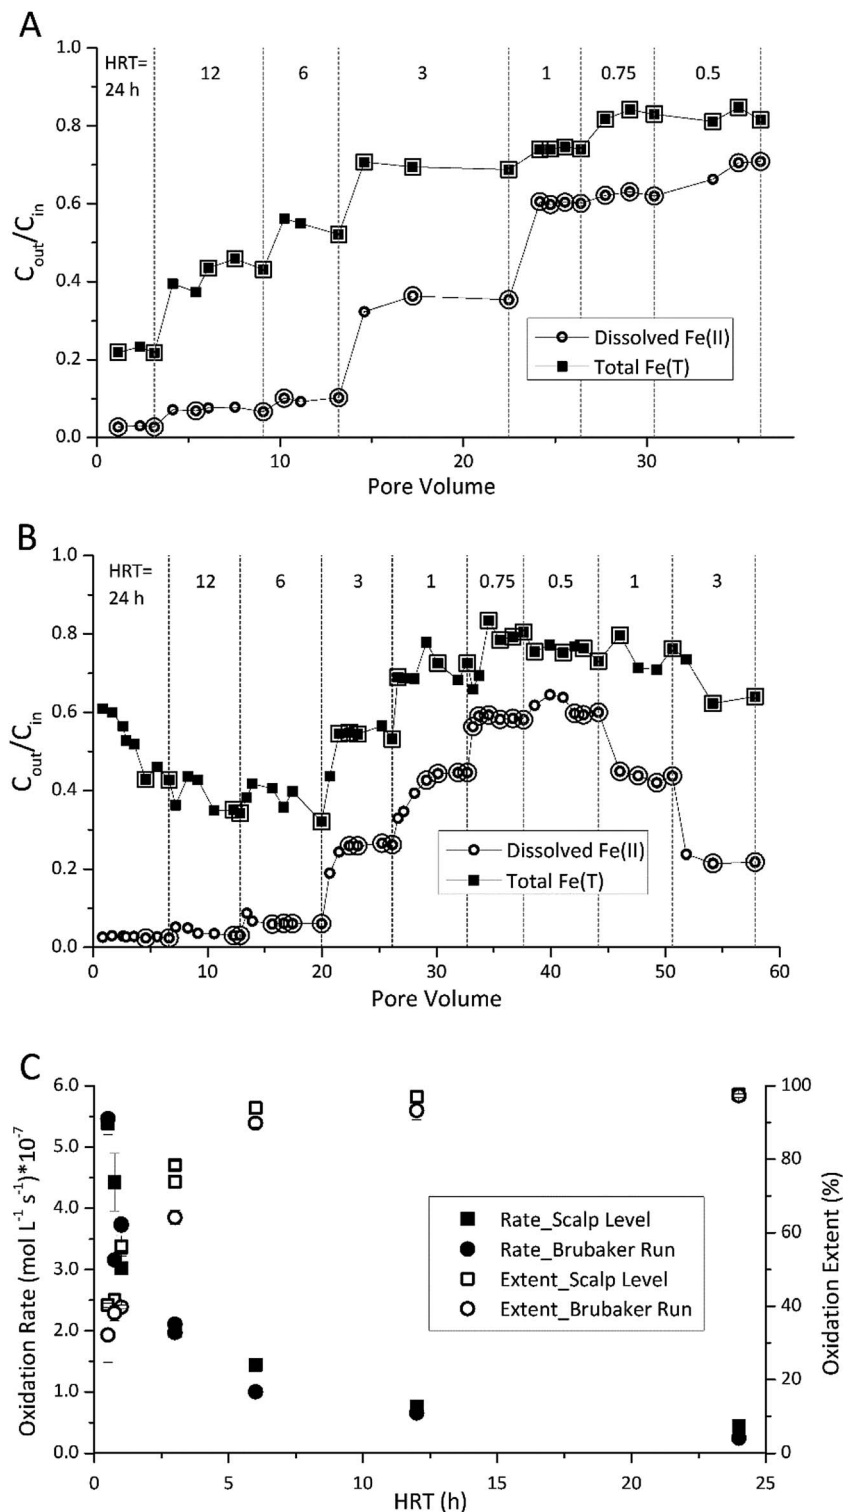 A
HRT=
24 h
12
6
3
1
0.75
0.5
1.0
0.8
0.6
0.4
0.2
0.0
C_out/C_in
Dissolved Fe(II)
Total Fe(T)
0 10 20 30
Pore Volume
B
HRT=
24 h
12
6
3
1
0.75
0.5
1
3
1.0
0.8
0.6
0.4
0.2
0.0
C_out/C_in
Dissolved Fe(II)
Total Fe(T)
0 10 20 30 40 50 60
Pore Volume
C
6.0
5.0
4.0
3.0
2.0
1.0
0.0
Oxidation Rate (mol L⁻¹ s⁻¹)*10⁻⁷
Rate_Scalp Level
Rate_Brubaker Run
Extent_Scalp Level
Extent_Brubaker Run
100
80
60
40
20
0
Oxidation Extent (%)
0 5 10 15 20 25
HRT (h)